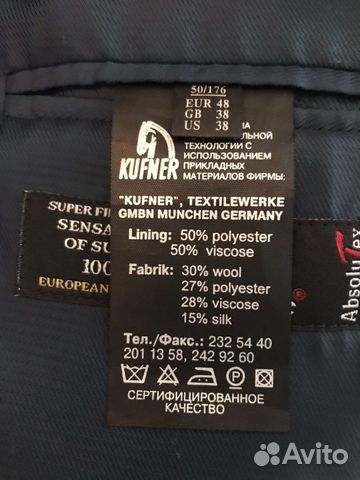 50/176
EUR 48
GB 38
US 38
KUFNER
ТЕХНОЛОГИИ С
ИСПОЛЬЗОВАНИЕМ
ПРИКЛАДНЫХ
МАТЕРИАЛОВ ФИРМЫ:
"KUFNER", TEXTILEWERKE
GMBN MUNCHEN GERMANY
Lining: 50% polyester
50% viscose
Fabrik: 30% wool
27% polyester
28% viscose
15% silk
Тел./Факс.: 232 54 40
201 13 58, 242 92 60
СЕРТИФИЦИРОВАННОЕ
КАЧЕСТВО
SUPER
SENSA
OF SU
100
EUROPEAN
AbsoluTex
®
Avito